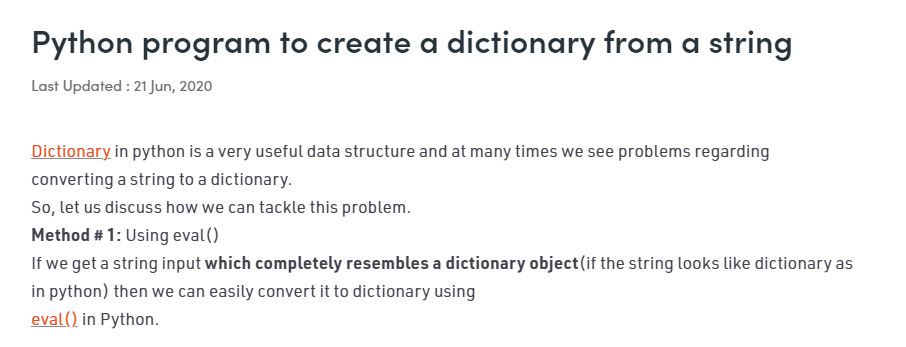 Python program to create a dictionary from a string
Last Updated : 21 Jun, 2020
Dictionary in python is a very useful data structure and at many times we see problems regarding
converting a string to a dictionary.
So, let us discuss how we can tackle this problem.
Method # 1: Using eval()
If we get a string input which completely resembles a dictionary object(if the string looks like dictionary as
in python) then we can easily convert it to dictionary using
eval() in Python.